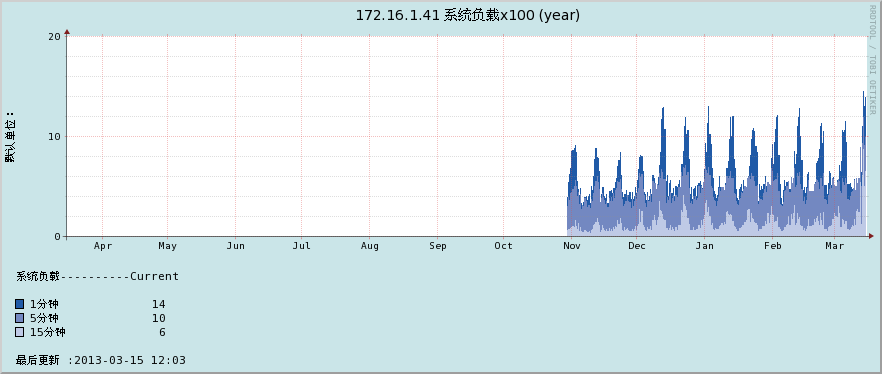 172.16.1.41 系统负载x100 (year)
RRDTOOL / TOBI OETIKER
默认单位：
20
10
0
Apr May Jun Jul Aug Sep Oct Nov Dec Jan Feb Mar
系统负载----------Current
1分钟 14
5分钟 10
15分钟 6
最后更新 :2013-03-15 12:03